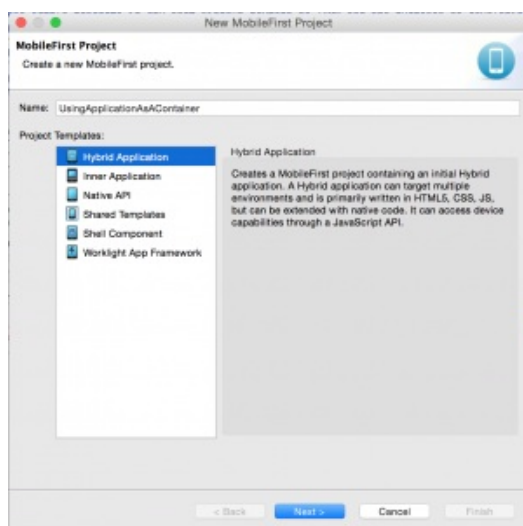 New MobileFirst Project
MobileFirst Project
Create a new MobileFirst project.
Name: UsingApplicationAsAContainer
Project Templates:
Hybrid Application
Inner Application
Native API
Shared Templates
Shell Component
Worklight App Framework
Hybrid Application
Creates a MobileFirst project containing an initial Hybrid
application. A Hybrid application can target multiple
environments and is primarily written in HTML5, CSS, JS,
but can be extended with native code. It can access device
capabilities through a JavaScript API.
< Back Next > Cancel Finish